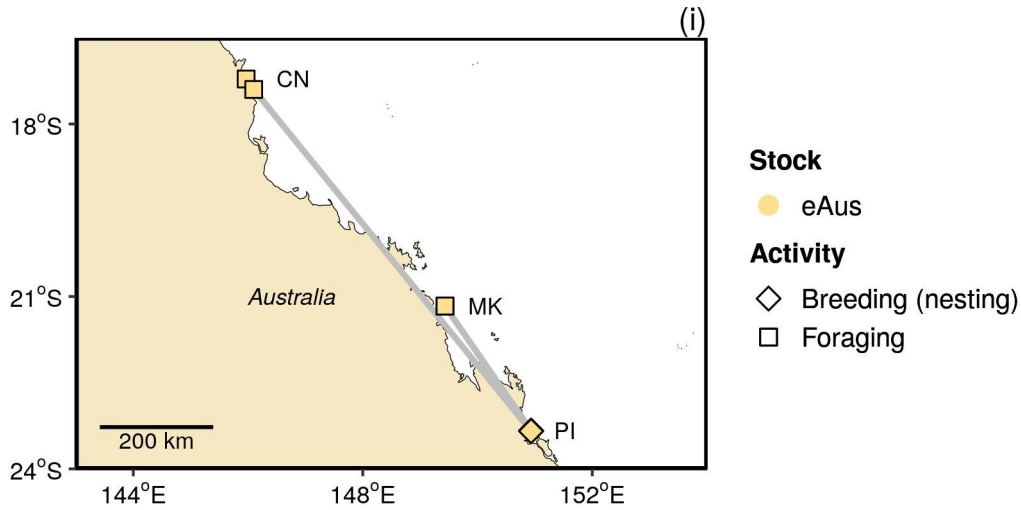 (i)
CN
18°S
Stock
eAus
Activity
21°S
Australia
MK
Breeding (nesting)
Foraging
200 km
PI
24°S
144°E 148°E 152°E